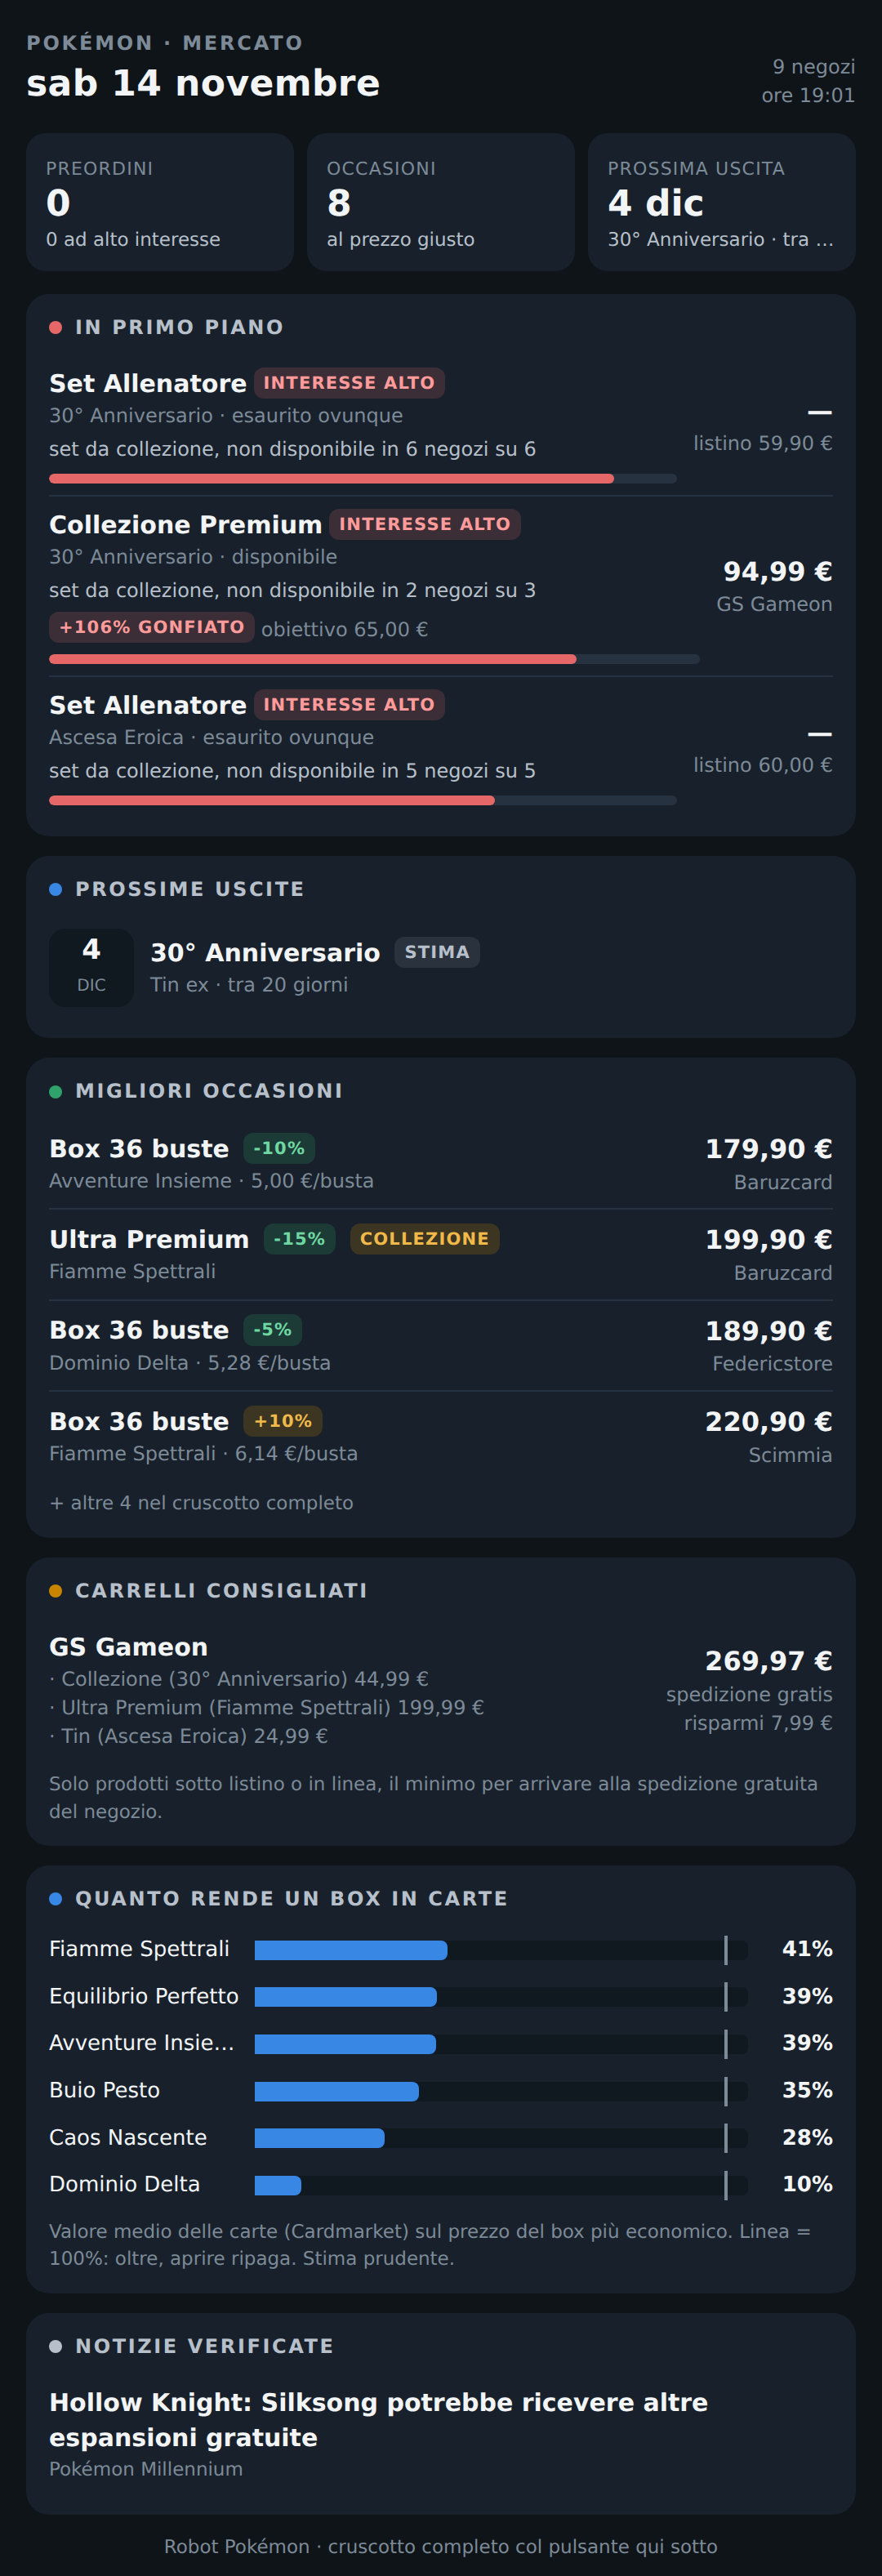 POKÉMON · MERCATO
sab 14 novembre
9 negozi
ore 19:01
PREORDINI
0
0 ad alto interesse
OCCASIONI
8
al prezzo giusto
PROSSIMA USCITA
4 dic
30° Anniversario · tra ...
IN PRIMO PIANO
Set Allenatore INTERESSE ALTO
30° Anniversario · esaurito ovunque
set da collezione, non disponibile in 6 negozi su 6
—
listino 59,90 €
Collezione Premium INTERESSE ALTO
30° Anniversario · disponibile
set da collezione, non disponibile in 2 negozi su 3
+106% GONFIATO obiettivo 65,00 €
94,99 €
GS Gameon
Set Allenatore INTERESSE ALTO
Ascesa Eroica · esaurito ovunque
set da collezione, non disponibile in 5 negozi su 5
—
listino 60,00 €
PROSSIME USCITE
4
DIC
30° Anniversario STIMA
Tin ex · tra 20 giorni
MIGLIORI OCCASIONI
Box 36 buste -10%
Avventure Insieme · 5,00 €/busta
179,90 €
Baruzcard
Ultra Premium -15% COLLEZIONE
Fiamme Spettrali
199,90 €
Baruzcard
Box 36 buste -5%
Dominio Delta · 5,28 €/busta
189,90 €
Federicstore
Box 36 buste +10%
Fiamme Spettrali · 6,14 €/busta
220,90 €
Scimmia
+ altre 4 nel cruscotto completo
CARRELLI CONSIGLIATI
GS Gameon
· Collezione (30° Anniversario) 44,99 €
· Ultra Premium (Fiamme Spettrali) 199,99 €
· Tin (Ascesa Eroica) 24,99 €
269,97 €
spedizione gratis
risparmi 7,99 €
Solo prodotti sotto listino o in linea, il minimo per arrivare alla spedizione gratuita
del negozio.
QUANTO RENDE UN BOX IN CARTE
Fiamme Spettrali 41%
Equilibrio Perfetto 39%
Avventure Insie... 39%
Buio Pesto 35%
Caos Nascente 28%
Dominio Delta 10%
Valore medio delle carte (Cardmarket) sul prezzo del box più economico. Linea =
100%: oltre, aprire ripaga. Stima prudente.
NOTIZIE VERIFICATE
Hollow Knight: Silksong potrebbe ricevere altre
espansioni gratuite
Pokémon Millennium
Robot Pokémon · cruscotto completo col pulsante qui sotto